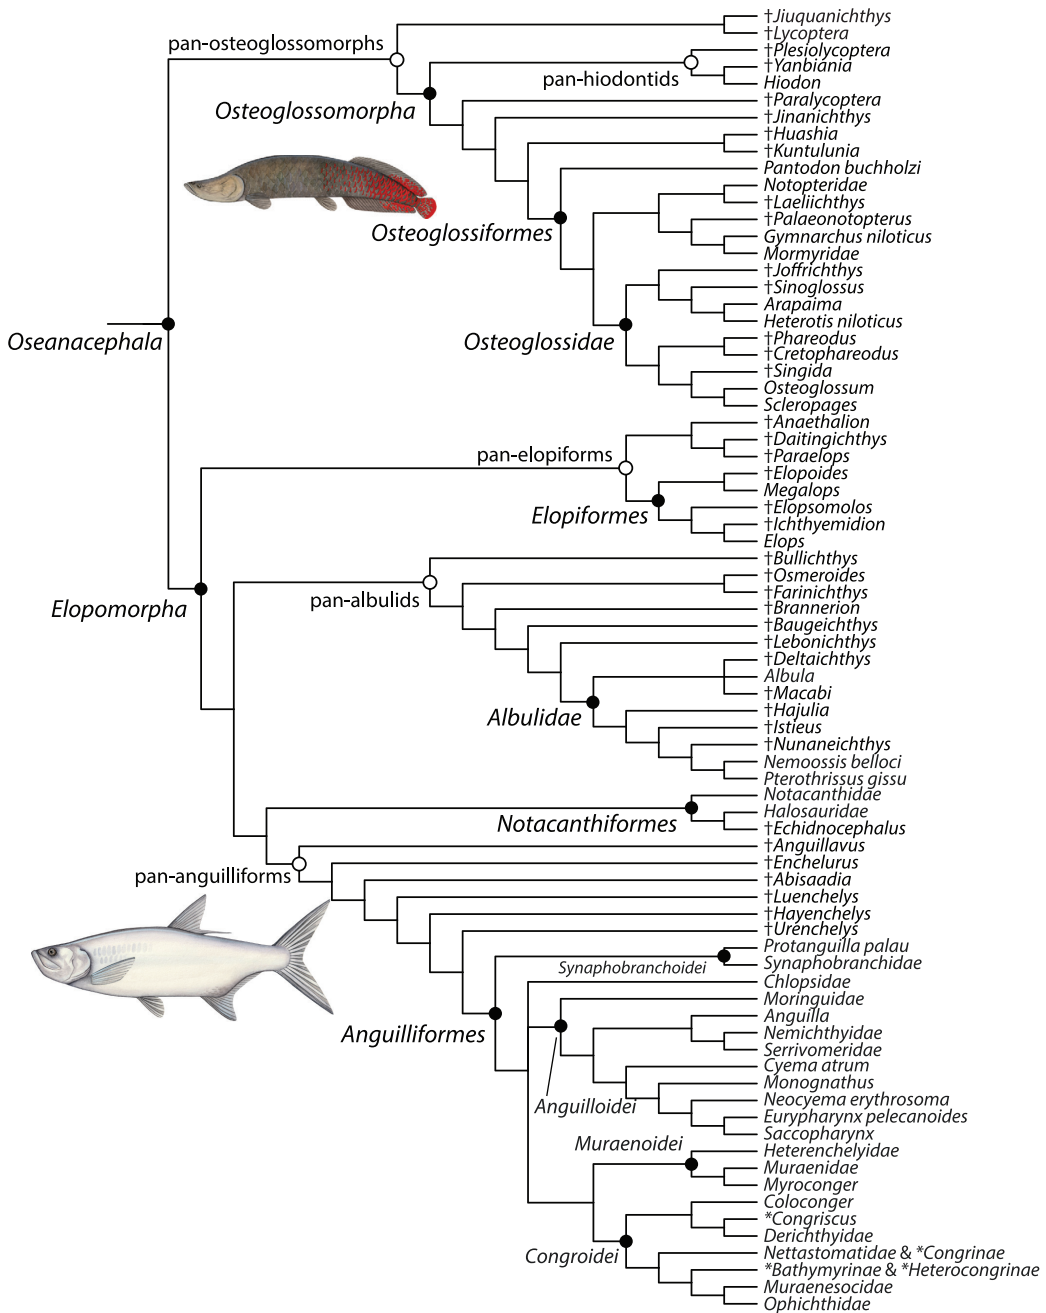 †Jiuquanichthys
†Lycoptera
pan-osteoglossomorphs
†Plesiolycoptera
†Yanbiania
pan-hiodontids
Hiodon
†Paralycoptera
Osteoglossomorpha
†Jinanichthys
†Huashia
†Kuntulunia
Pantodon buchholzi
Notopteridae
†Laeliichthys
†Palaeonotopterus
Osteoglossiformes
Gymnarchus niloticus
Mormyridae
†Joffrichthys
†Sinoglossus
Arapaima
Heterotis niloticus
Oseanacephala
Osteoglossidae
†Phareodus
†Cretophareodus
†Singida
Osteoglossum
Scleropages
†Anaethalion
†Daitingichthys
pan-elopiforms
†Paraelops
†Elopoides
Megalops
†Elopsomolos
Elopiformes
†Ichthyemidion
Elops
†Bullichthys
†Osmeroides
†Farinichthys
pan-albulids
Elopomorpha
†Brannerion
†Baugeichthys
†Lebonichthys
†Deltaichthys
Albula
†Macabi
†Hajulia
Albulidae
†Istieus
†Nunaneichthys
Nemoossis belloci
Pterothrissus gissu
Notacanthidae
Halosauridae
Notacanthiformes
†Echidnocephalus
†Anguillavus
†Enchelurus
pan-anguilliforms
†Abisaadia
†Luenchelys
†Hayenchelys
†Urenchelys
Protanguilla palau
Synaphobranchoidei
Synaphobranchidae
Chlopsidae
Moringuidae
Anguilla
Anguilliformes
Nemichthyidae
Serrivomeridae
Cyema atrum
Monognathus
Neocyema erythrosoma
Anguilloidei
Eurypharynx pelecanoides
Saccopharynx
Muraenoidei
Heterenchelyidae
Muraenidae
Myroconger
Coloconger
*Congriscus
Derichthyidae
Congroidei
Nettastomatidae & *Congrinae
*Bathymyrinae & *Heterocongrinae
Muraenesocidae
Ophichthidae